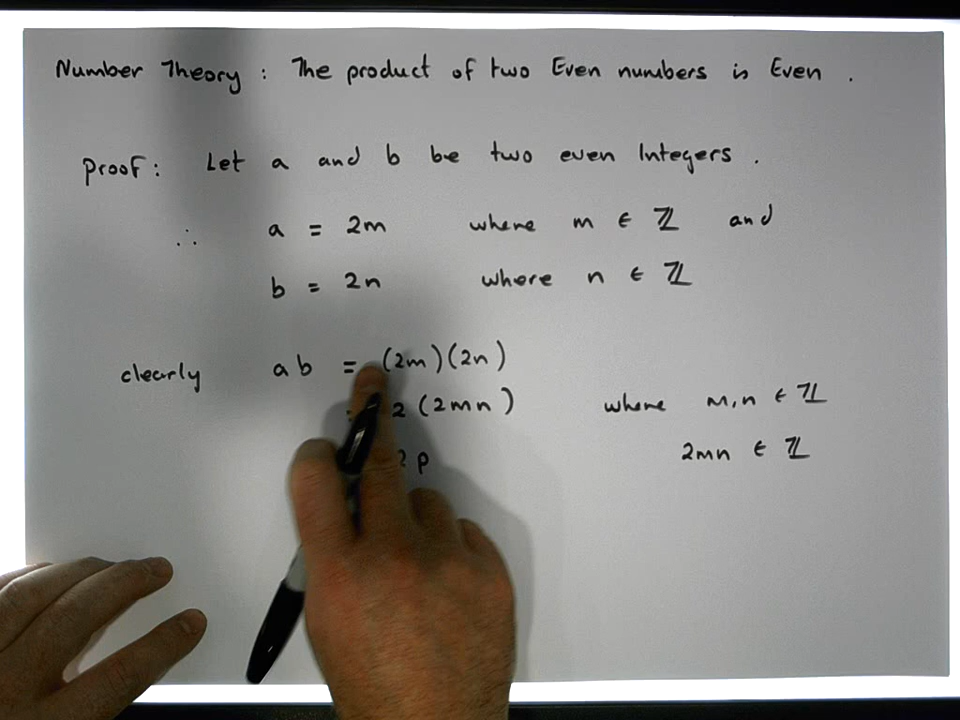 Number Theory : The product of two Even numbers is Even .
Proof : Let a and b be two even Integers .
∴ a = 2m where m ∈ ℤ and
b = 2n where n ∈ ℤ
clearly ab = (2m)(2n)
2(2mn) where m,n ∈ ℤ
2p 2mn ∈ ℤ